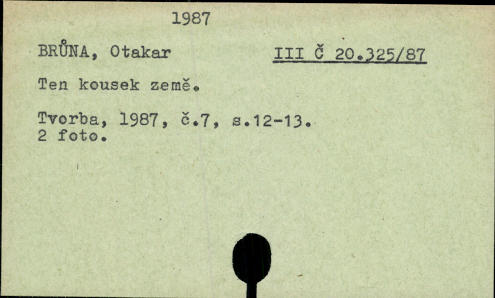 1987
BRŮNA, Otakar III Č 20.325/87
Ten kousek země.
Tvorba, 1987, č.7, s.12-13.
2 foto.